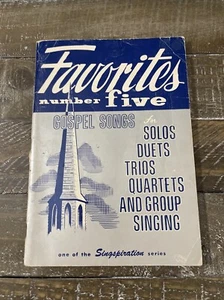 Favorites
number five
GOSPEL SONGS for
SOLOS
DUETS
TRIOS
QUARTETS
AND GROUP
SINGING
one of the Singspiration series